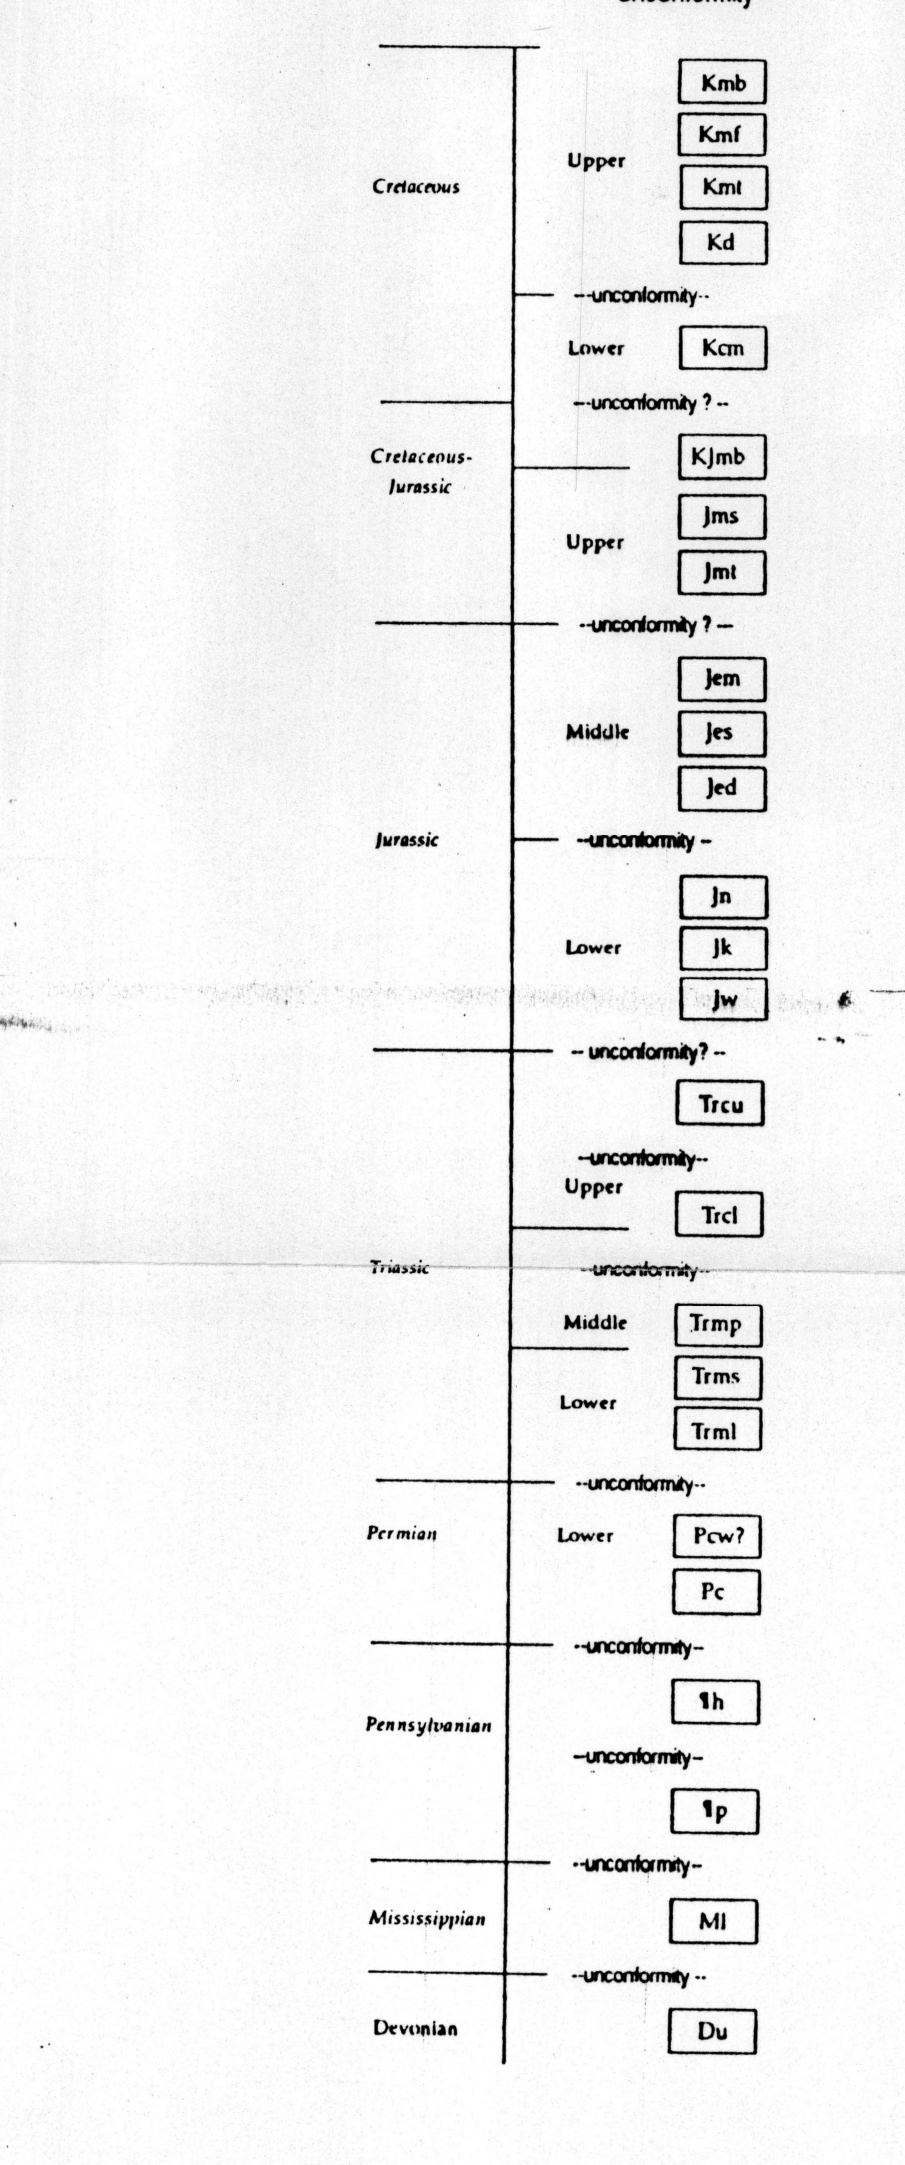 unconformity
Kmb
Kmf
Upper
Cretaceous
Kmt
Kd
---unconformity--
Lower
Kcm
---unconformity ? --
Cretaceous-
Jurassic
KJmb
Jms
Upper
Jmt
--unconformity ? --
Jem
Middle
Jes
Jed
Jurassic
--unconformity --
Jn
Lower
Jk
Jw
-- unconformity? --
Trcu
--unconformity--
Upper
Trcl
Triassic
--unconformity--
Middle
Trmp
Trms
Lower
Trml
--unconformity--
Permian
Lower
Pcw?
Pc
--unconformity--
¶h
Pennsylvanian
--unconformity--
¶p
--unconformity--
Mississippian
Ml
--unconformity --
Devonian
Du